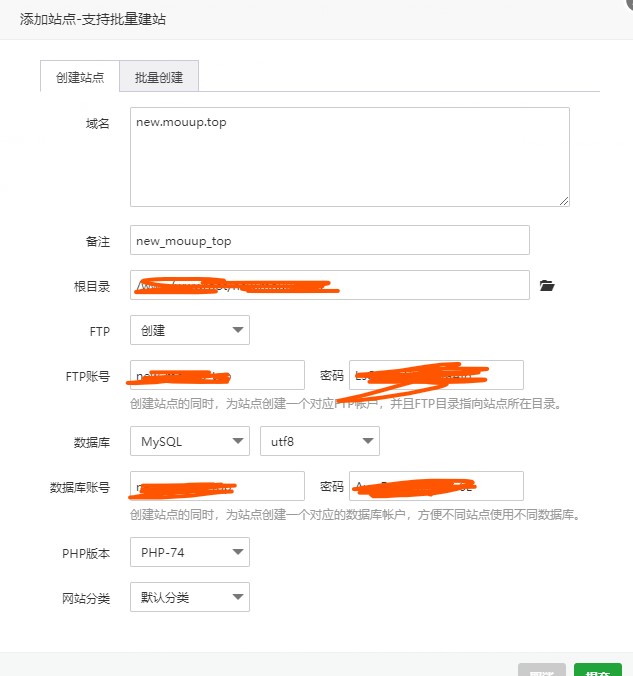 添加站点-支持批量建站
创建站点 批量创建
域名 new.mouup.top
备注 new_mouup_top
根目录
FTP 创建
FTP账号 密码
创建站点的同时，为站点创建一个对应FTP帐户，并且FTP目录指向站点所在目录。
数据库 MySQL utf8
数据库账号 密码
创建站点的同时，为站点创建一个对应的数据库帐户，方便不同站点使用不同数据库。
PHP版本 PHP-74
网站分类 默认分类